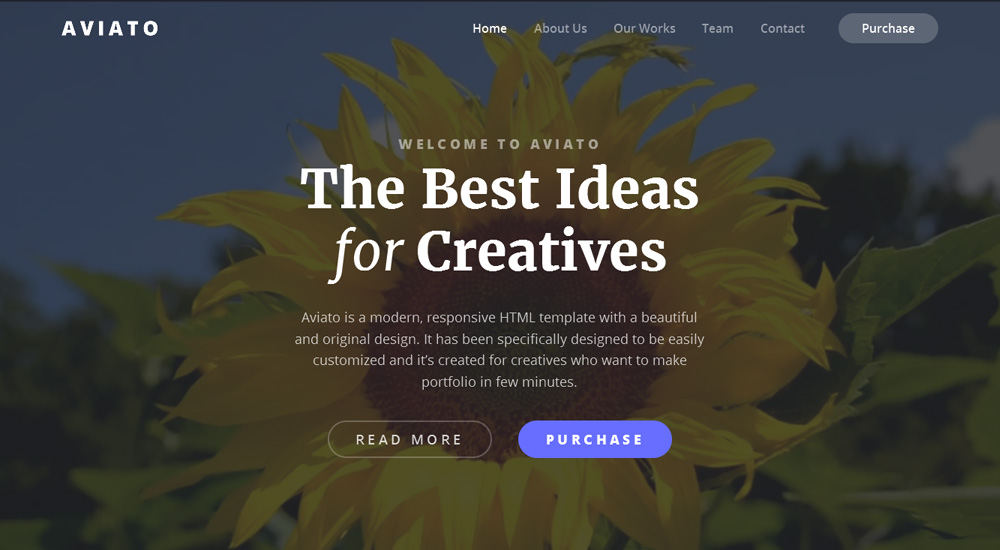 AVIATO
Home About Us Our Works Team Contact Purchase
WELCOME TO AVIATO
The Best Ideas
for Creatives
Aviato is a modern, responsive HTML template with a beautiful
and original design. It has been specifically designed to be easily
customized and it’s created for creatives who want to make
portfolio in few minutes.
READ MORE PURCHASE